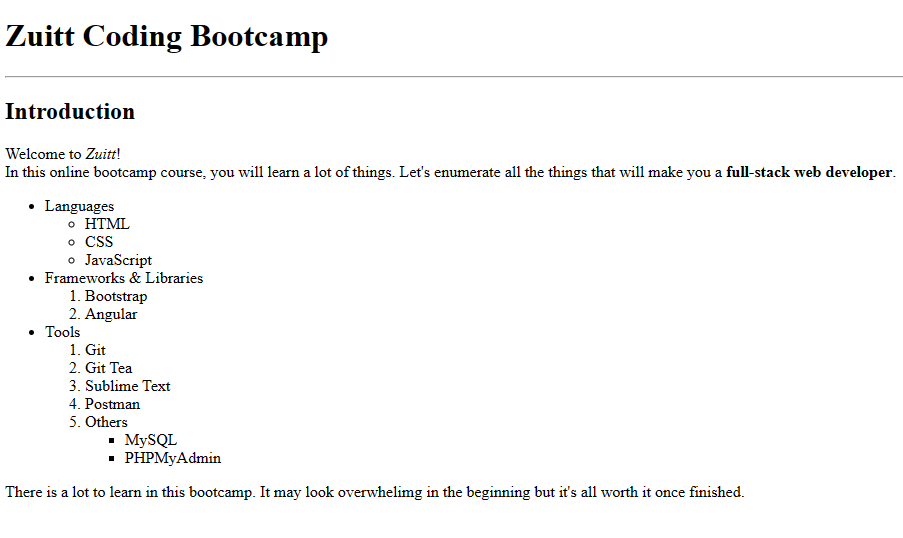 Zuitt Coding Bootcamp
Introduction
Welcome to Zuitt!
In this online bootcamp course, you will learn a lot of things. Let's enumerate all the things that will make you a full-stack web developer.
• Languages
◦ HTML
◦ CSS
◦ JavaScript
• Frameworks & Libraries
1. Bootstrap
2. Angular
• Tools
1. Git
2. Git Tea
3. Sublime Text
4. Postman
5. Others
▪ MySQL
▪ PHPMyAdmin
There is a lot to learn in this bootcamp. It may look overwhelimg in the beginning but it's all worth it once finished.